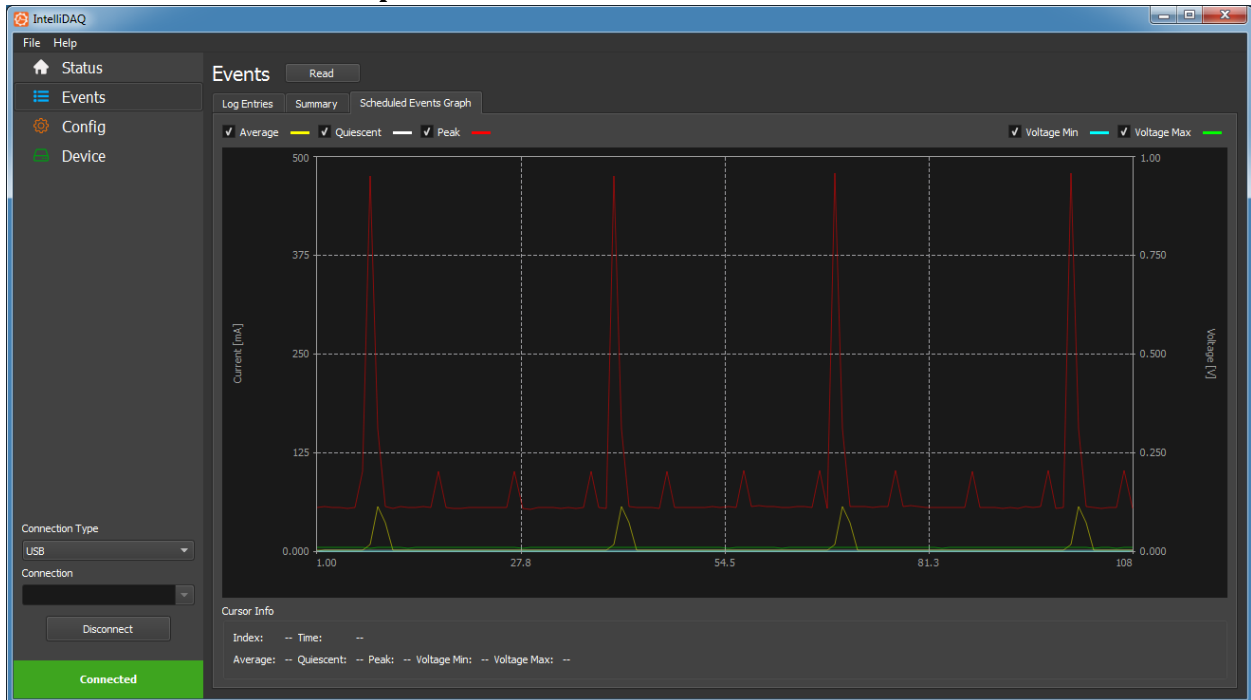 IntelliDAQ
File Help
Status
Events
Config
Device
Connection Type
USB
Connection
Disconnect
Connected
Events Read
Log Entries Summary Scheduled Events Graph
Average Quiescent Peak Voltage Min Voltage Max
500
375
250
125
0.000
Current [mA]
1.00
0.750
0.500
0.250
0.000
Voltage [V]
1.00 27.8 54.5 81.3 108
Cursor Info
Index: -- Time: --
Average: -- Quiescent: -- Peak: -- Voltage Min: -- Voltage Max: --